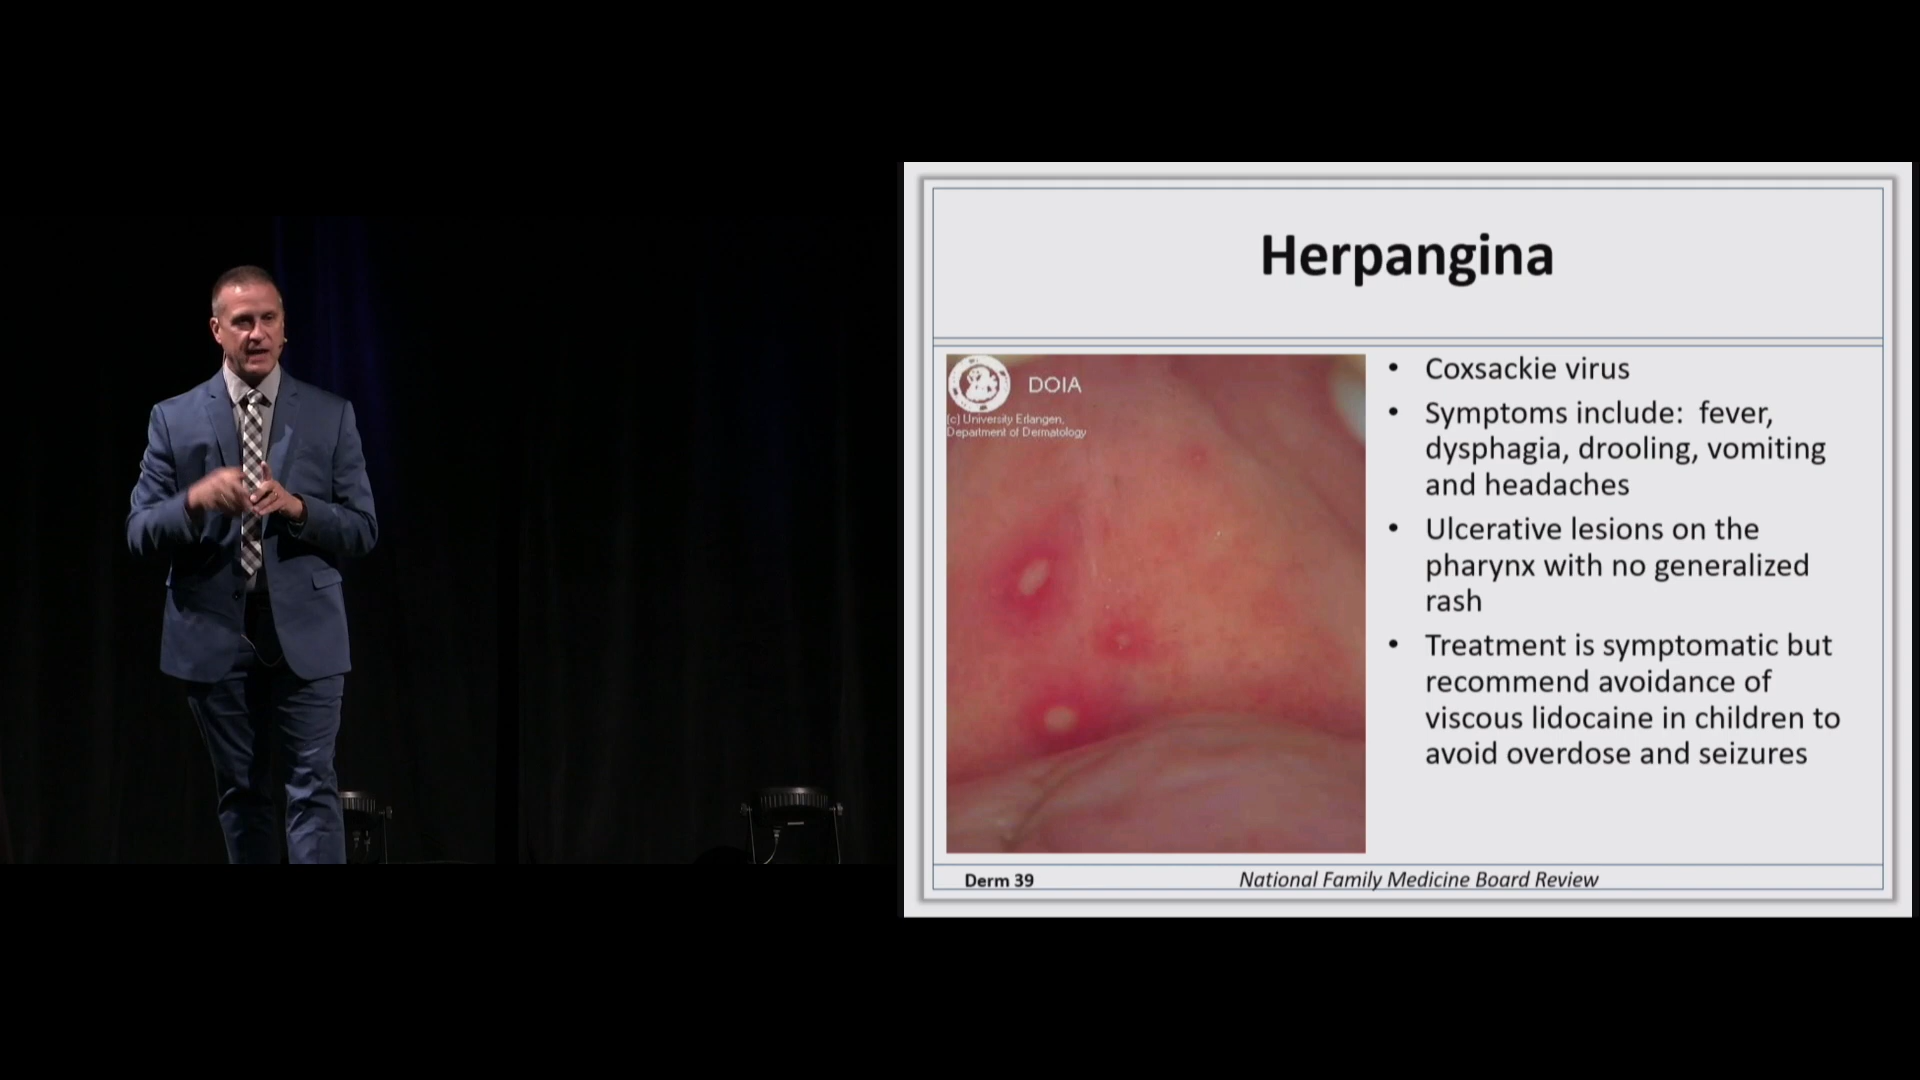 Herpangina
DOIA
[c] University Erlangen,
Department of Dermatology
• Coxsackie virus
• Symptoms include:  fever,
dysphagia, drooling, vomiting
and headaches
• Ulcerative lesions on the
pharynx with no generalized
rash
• Treatment is symptomatic but
recommend avoidance of
viscous lidocaine in children to
avoid overdose and seizures
Derm 39
National Family Medicine Board Review